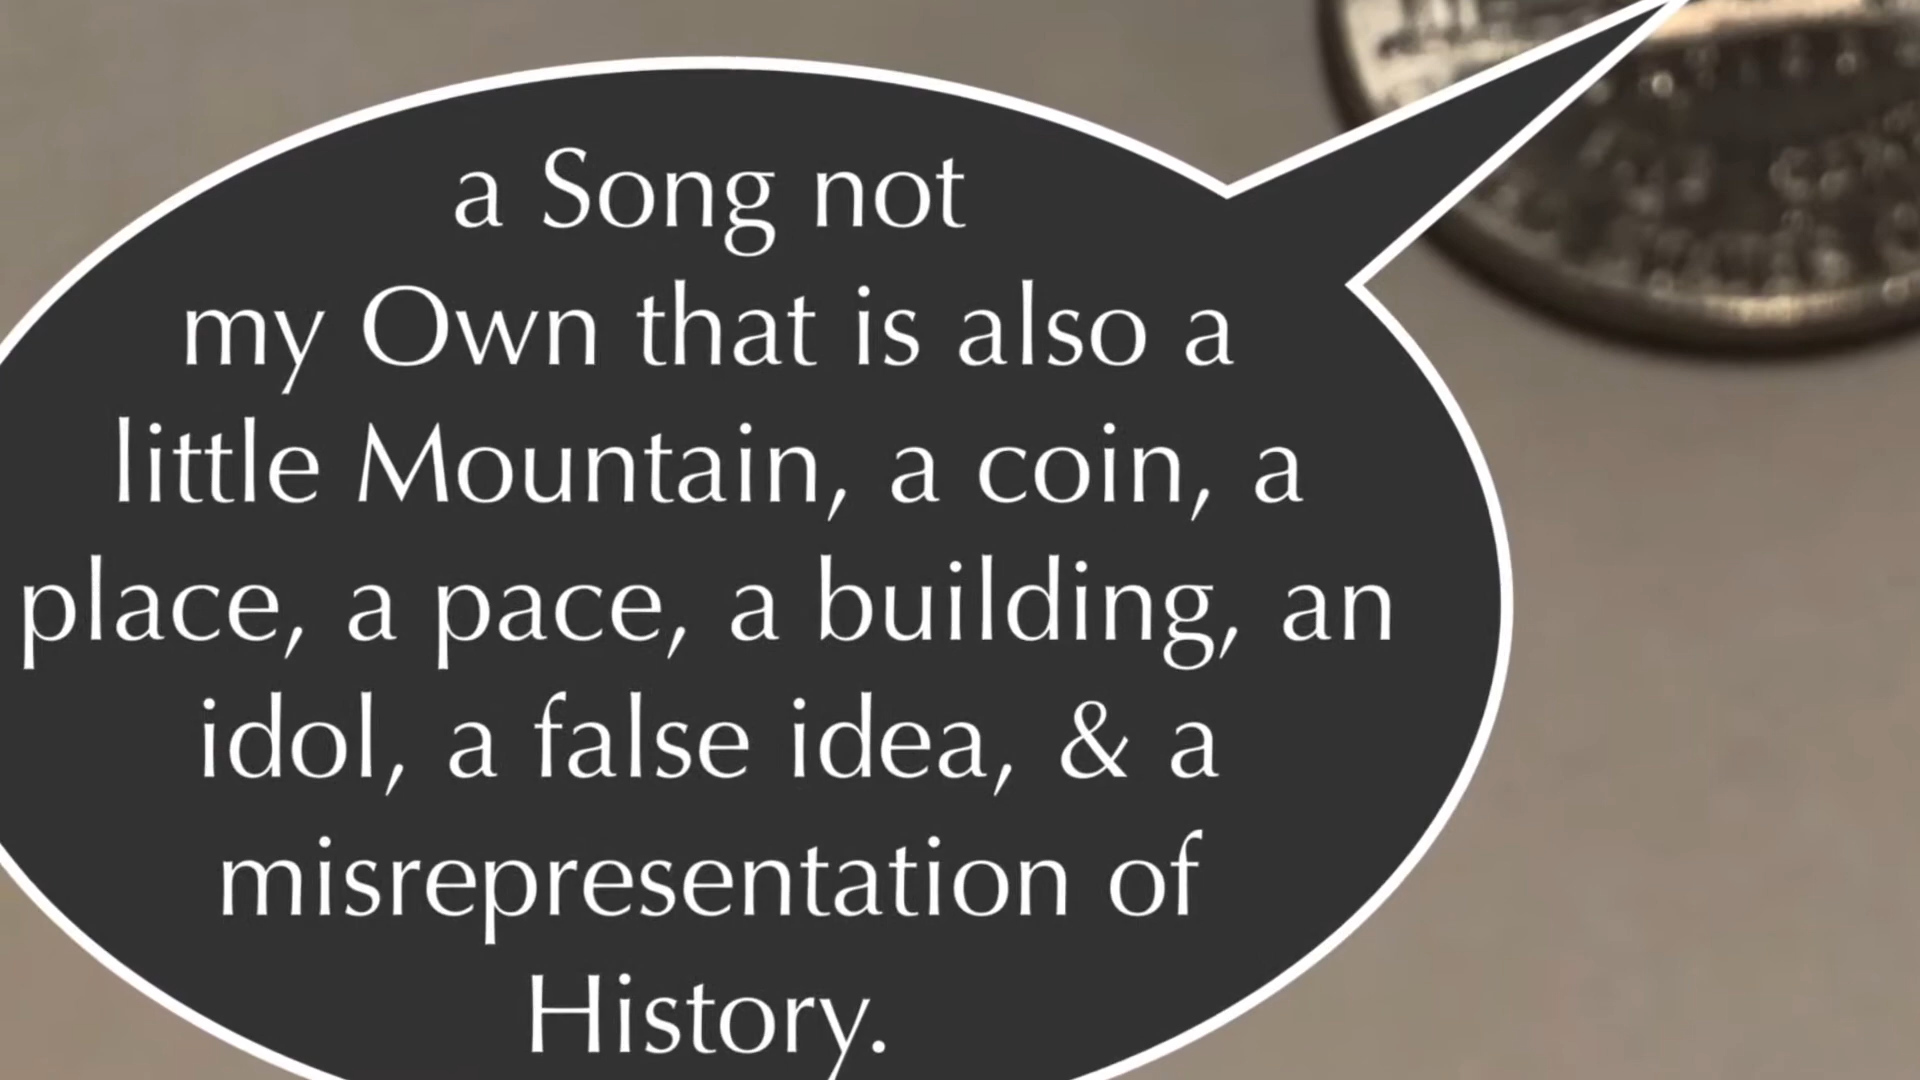 a Song not
my Own that is also a
little Mountain, a coin, a
place, a pace, a building, an
idol, a false idea, & a
misrepresentation of
History.